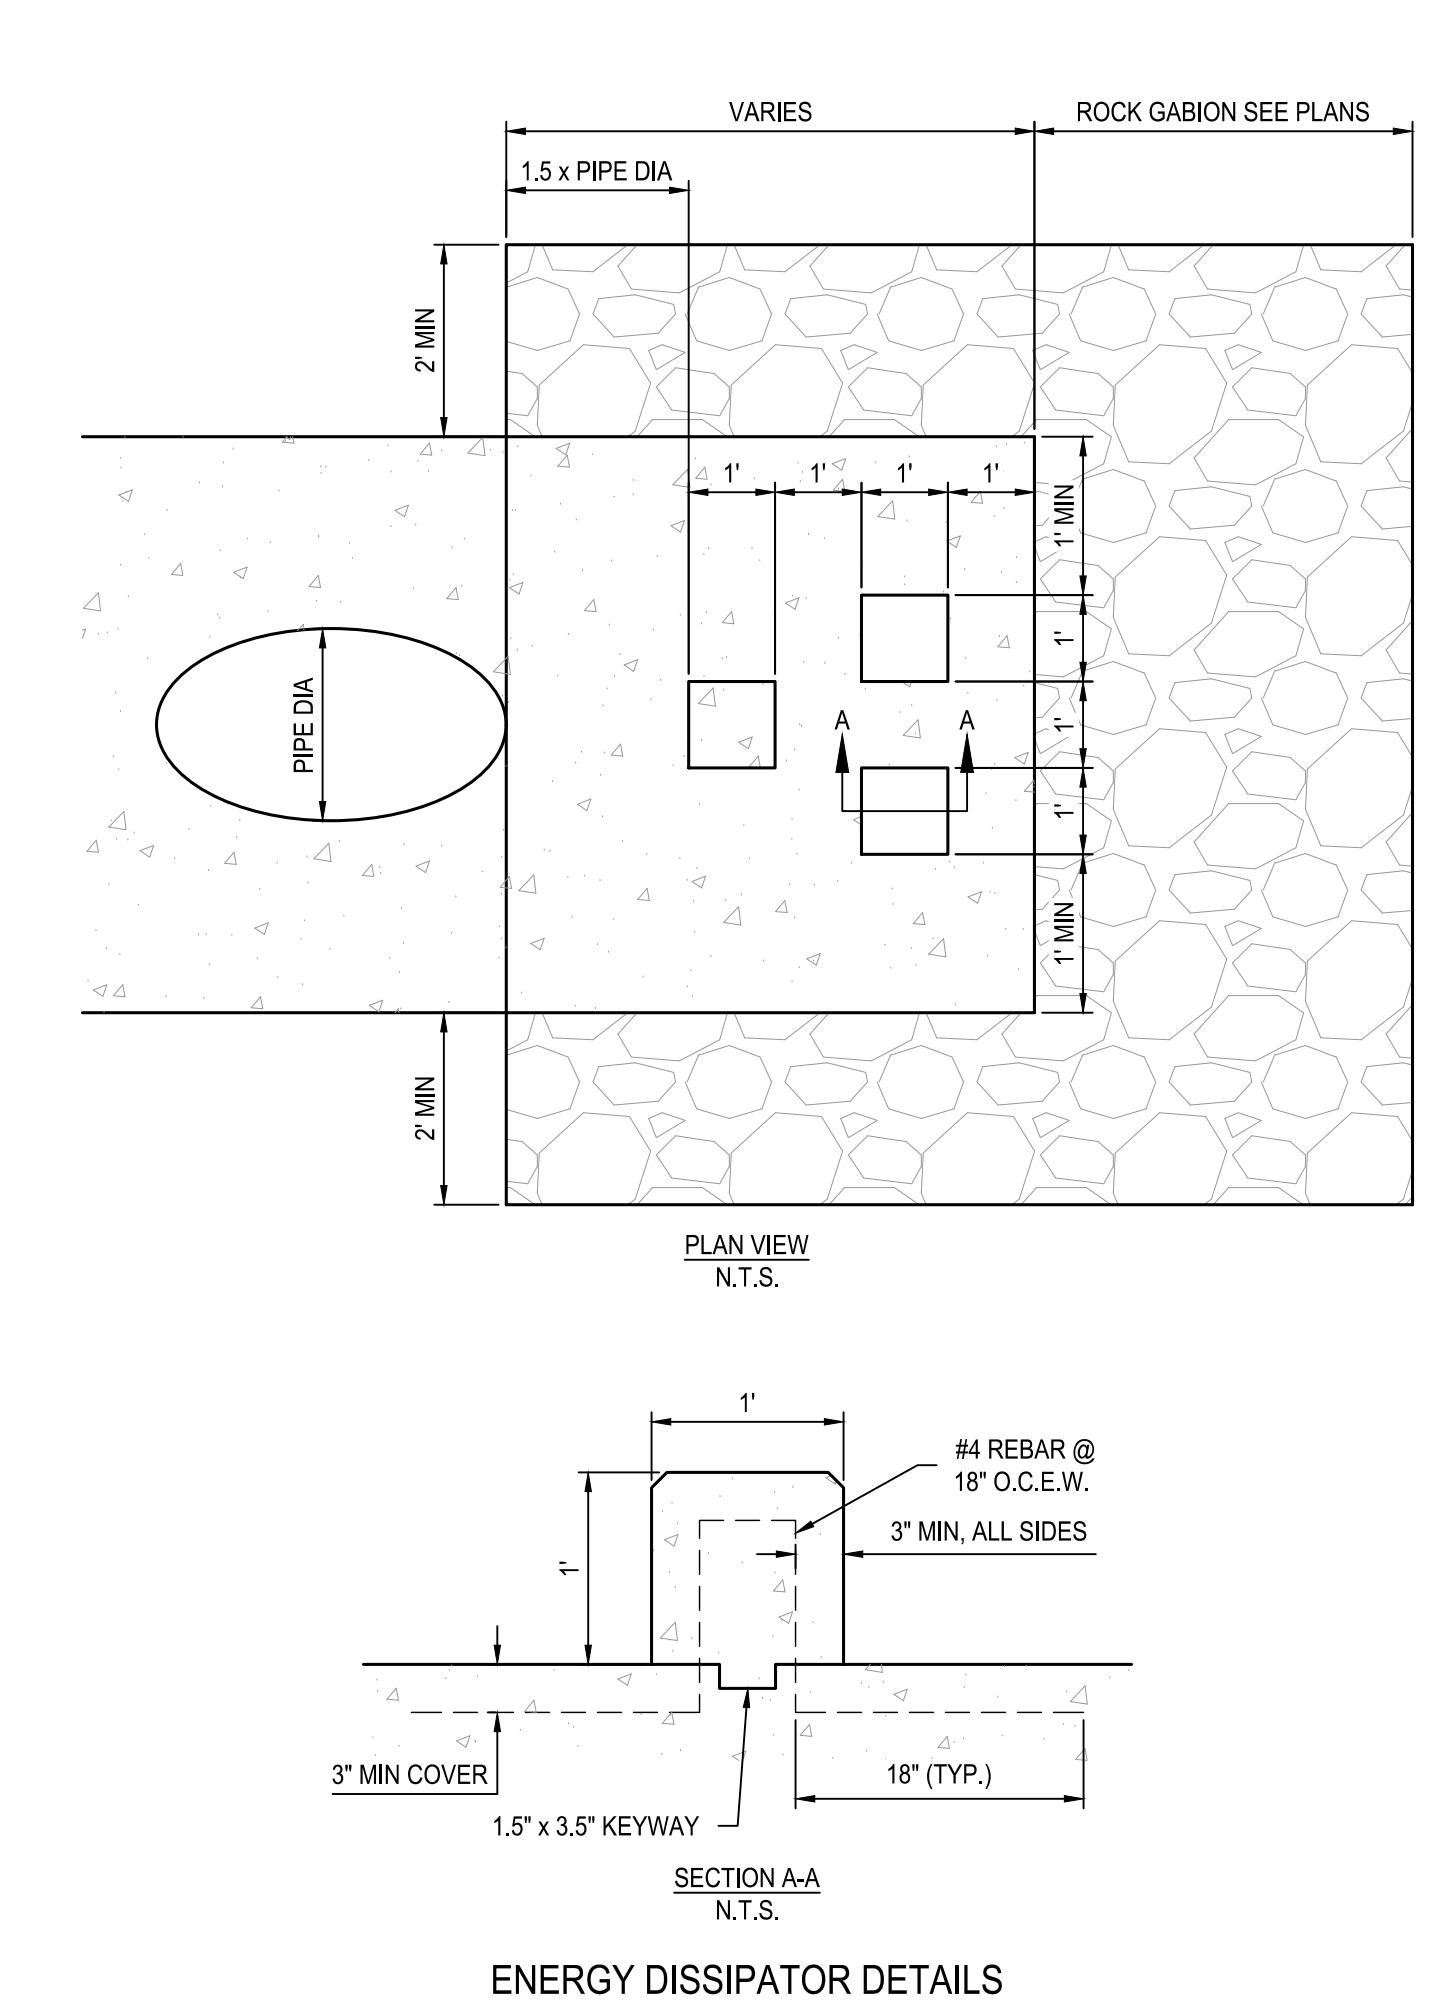 VARIES
ROCK GABION SEE PLANS
1.5 x PIPE DIA
2' MIN
1'
1'
1'
1'
1' MIN
1'
PIPE DIA
A
A
1'
1'
1' MIN
2' MIN
PLAN VIEW
N.T.S.
1'
#4 REBAR @
18" O.C.E.W.
3" MIN, ALL SIDES
1'
3" MIN COVER
18" (TYP.)
1.5" x 3.5" KEYWAY
SECTION A-A
N.T.S.
ENERGY DISSIPATOR DETAILS